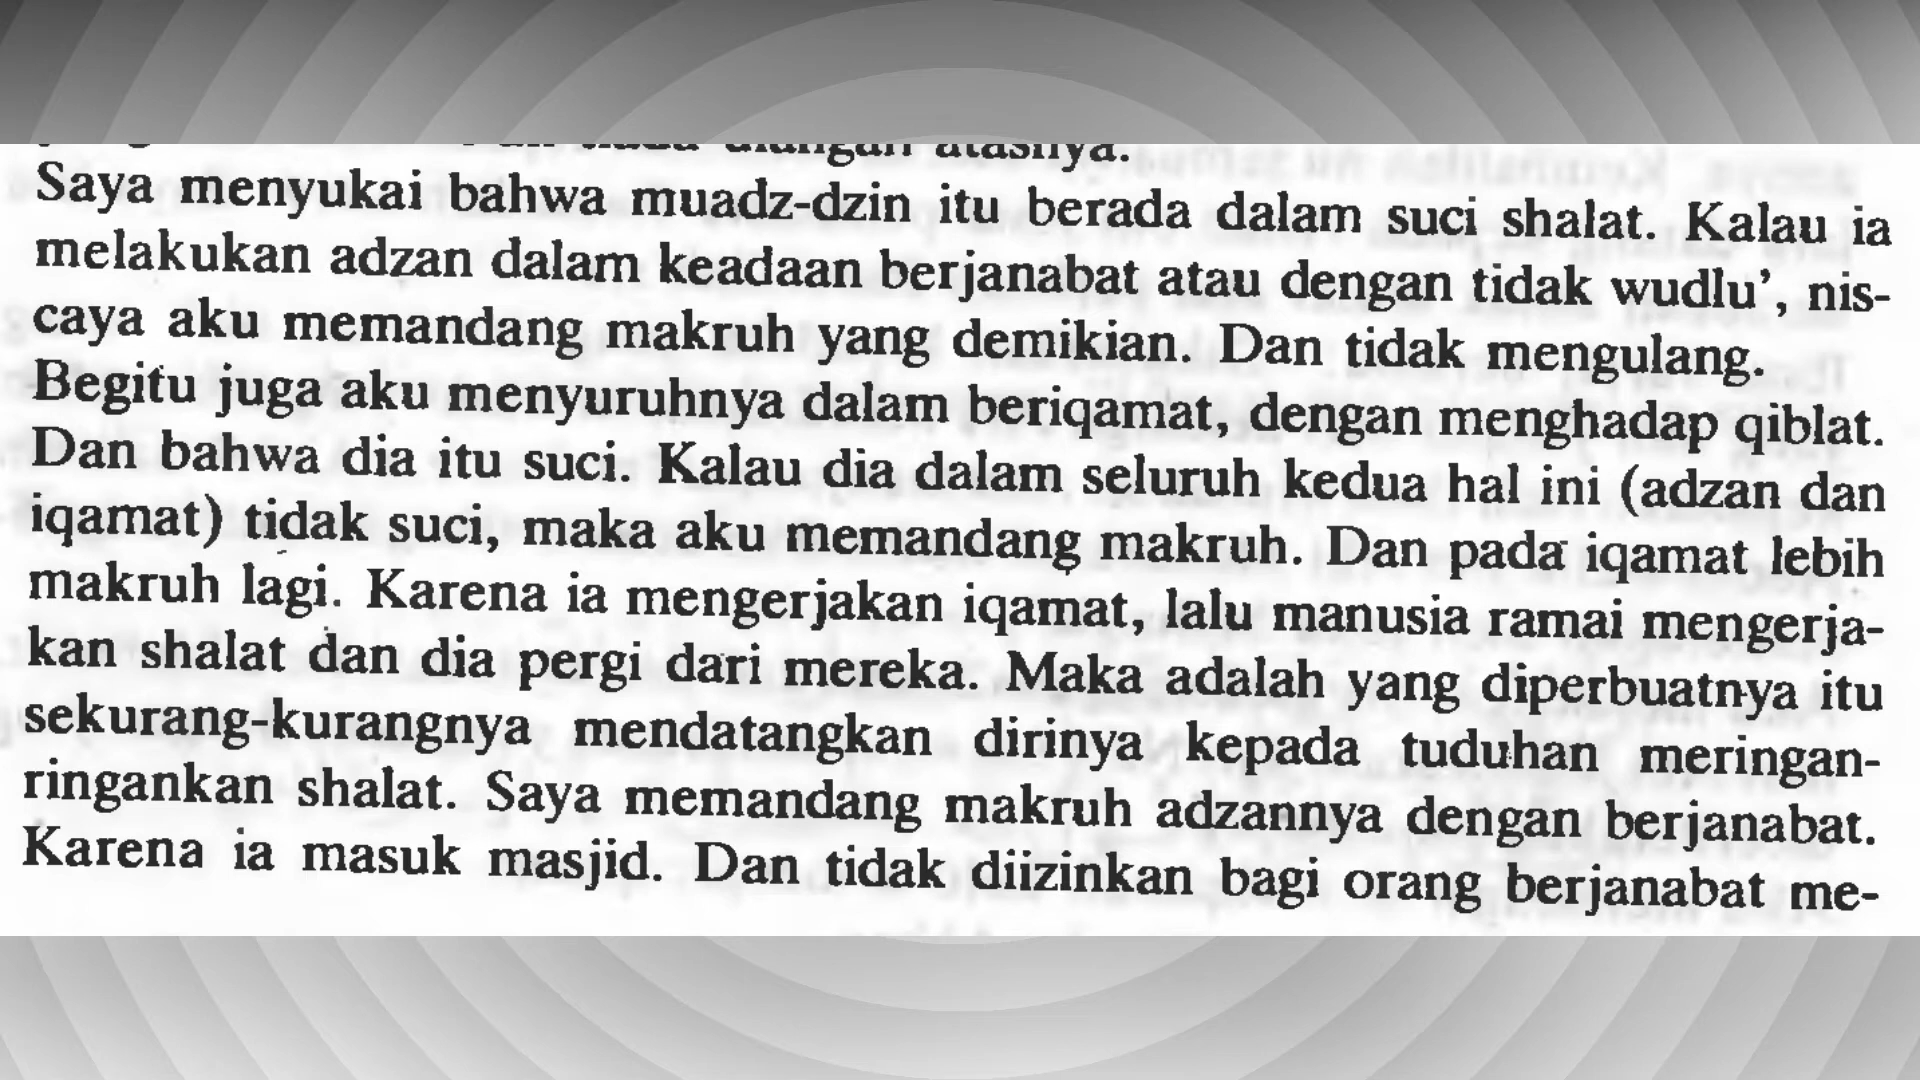 atasnya.
Saya menyukai bahwa muadz-dzin itu berada dalam suci shalat. Kalau ia
melakukan adzan dalam keadaan berjanabat atau dengan tidak wudlu’, nis-
caya aku memandang makruh yang demikian. Dan tidak mengulang.
Begitu juga aku menyuruhnya dalam beriqamat, dengan menghadap qiblat.
Dan bahwa dia itu suci. Kalau dia dalam seluruh kedua hal ini (adzan dan
iqamat) tidak suci, maka aku memandang makruh. Dan pada iqamat lebih
makruh lagi. Karena ia mengerjakan iqamat, lalu manusia ramai mengerja-
kan shalat dan dia pergi dari mereka. Maka adalah yang diperbuatnya itu
sekurang-kurangnya mendatangkan dirinya kepada tuduhan meringan-
ringankan shalat. Saya memandang makruh adzannya dengan berjanabat.
Karena ia masuk masjid. Dan tidak diizinkan bagi orang berjanabat me-